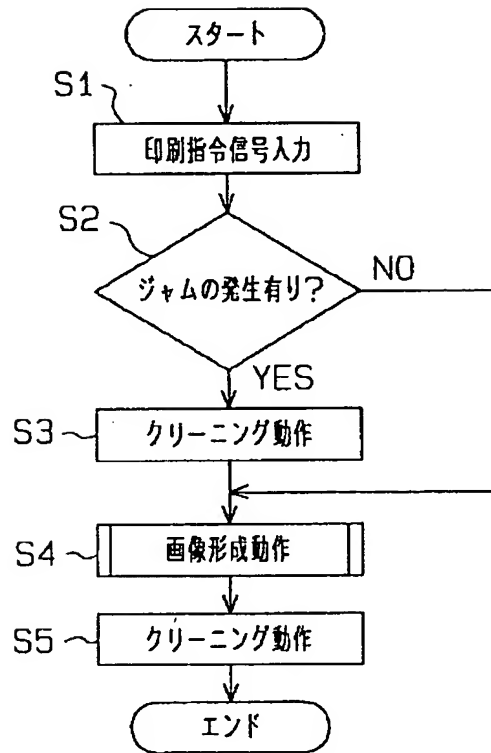 スタート
S1
印刷指令信号入力
S2
ジャムの発生有り?
NO
YES
S3
クリーニング動作
S4
画像形成動作
S5
クリーニング動作
エンド